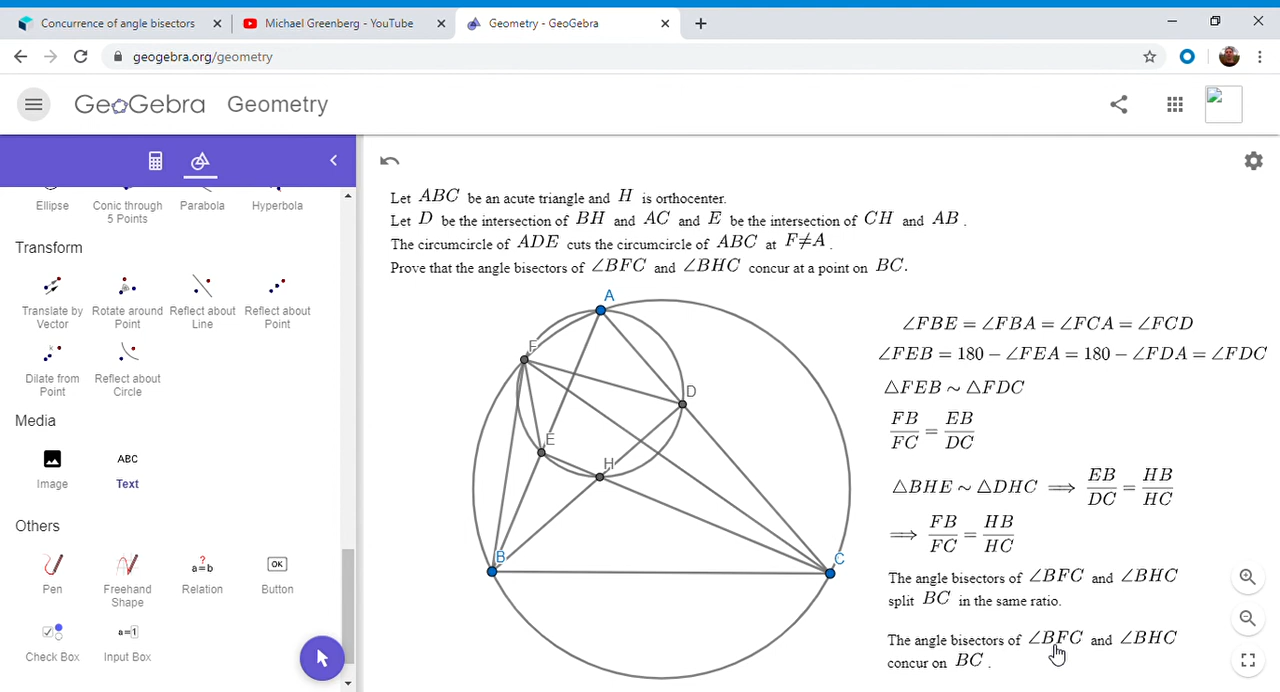 Concurrence of angle bisectors
Michael Greenberg - YouTube
Geometry - GeoGebra
geogebra.org/geometry
GeoGebra Geometry
Ellipse
Conic through 5 Points
Parabola
Hyperbola
Transform
Translate by Vector
Rotate around Point
Reflect about Line
Reflect about Point
Dilate from Point
Reflect about Circle
Media
ABC
Image
Text
Others
a?=b
OK
Pen
Freehand Shape
Relation
Button
a=1
Check Box
Input Box
Let ABC be an acute triangle and H is orthocenter.
Let D be the intersection of BH and AC and E be the intersection of CH and AB .
The circumcircle of ADE cuts the circumcircle of ABC at F≠A .
Prove that the angle bisectors of ∠BFC and ∠BHC concur at a point on BC.
A
F
D
E
H
B
C
∠FBE = ∠FBA = ∠FCA = ∠FCD
∠FEB = 180 − ∠FEA = 180 − ∠FDA = ∠FDC
△FEB ~ △FDC
FB/FC = EB/DC
△BHE ~ △DHC ⟹ EB/DC = HB/HC
⟹ FB/FC = HB/HC
The angle bisectors of ∠BFC and ∠BHC
split BC in the same ratio.
The angle bisectors of ∠BFC and ∠BHC
concur on BC .